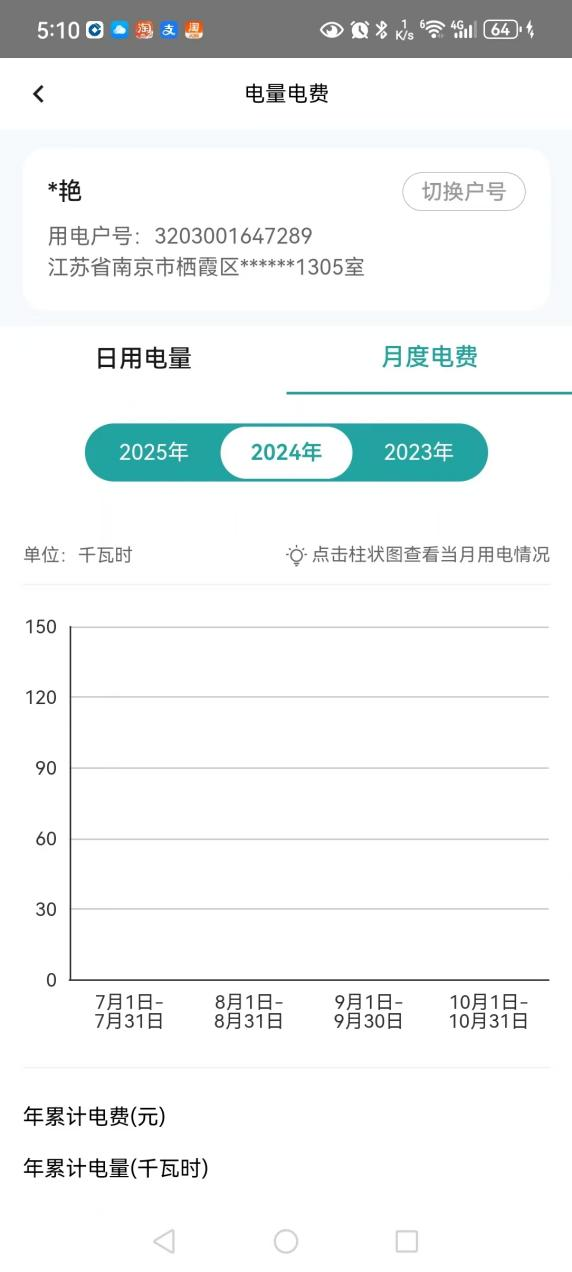 5:10
淘
支
1
K/s
6
4G
64
电量电费
*艳
切换户号
用电户号：3203001647289
江苏省南京市栖霞区******1305室
日用电量
月度电费
2025年
2024年
2023年
单位：千瓦时
点击柱状图查看当月用电情况
150
120
90
60
30
0
7月1日-
7月31日
8月1日-
8月31日
9月1日-
9月30日
10月1日-
10月31日
年累计电费(元)
年累计电量(千瓦时)